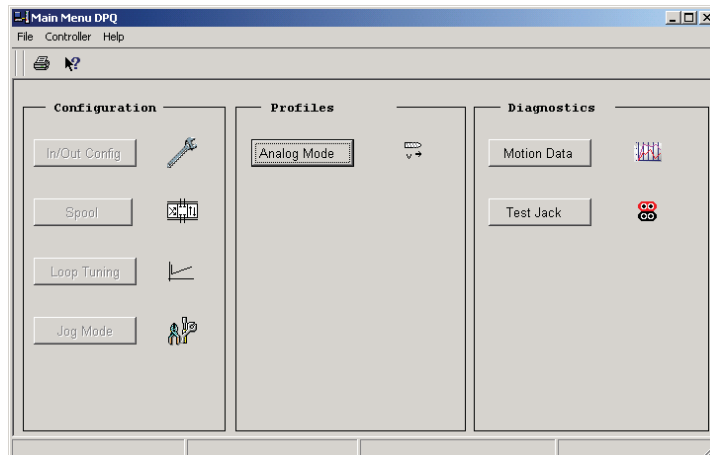 Main Menu DPQ
File Controller Help
Configuration
In/Out Config
Spool
Loop Tuning
Jog Mode
Profiles
Analog Mode
Diagnostics
Motion Data
Test Jack